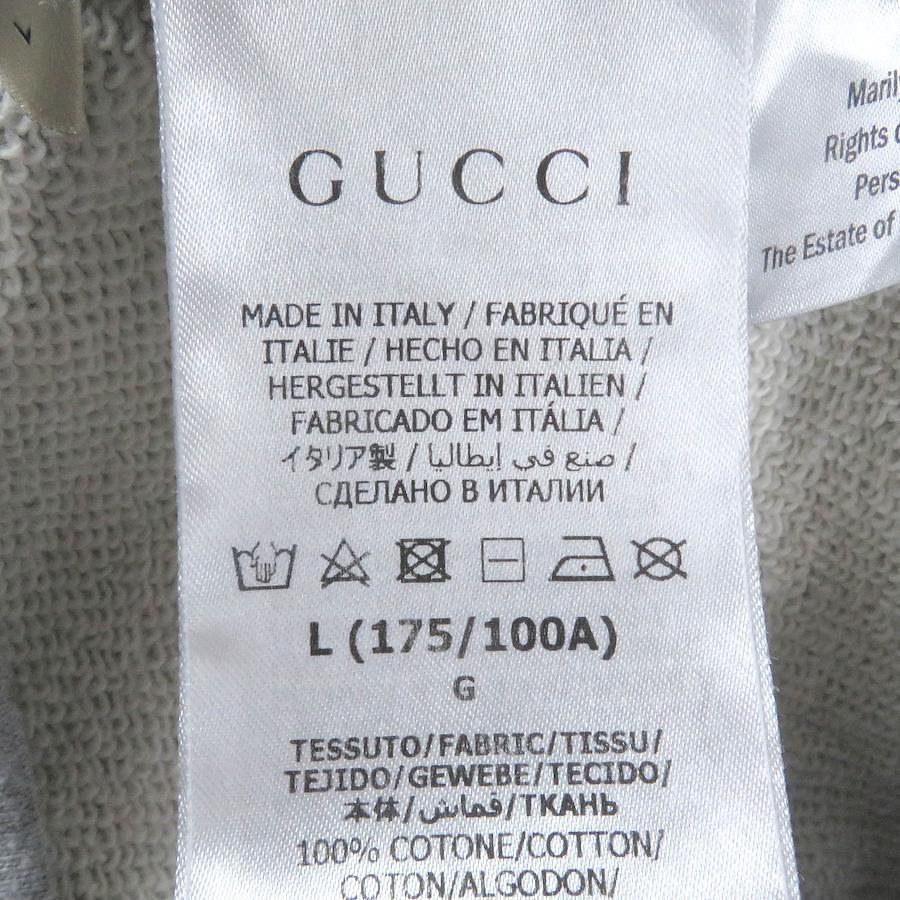 GUCCI
MADE IN ITALY / FABRIQUÉ EN
ITALIE / HECHO EN ITALIA /
HERGESTELLT IN ITALIEN /
FABRICADO EM ITÁLIA /
イタリア製 / صنع في إيطاليا /
СДЕЛАНО В ИТАЛИИ
L (175/100A)
G
TESSUTO/FABRIC/TISSU/
TEJIDO/GEWEBE/TECIDO/
本体/قماش/ТКАНЬ
100% COTONE/COTTON/
COTON/ALGODON/
Rights
The Estate of